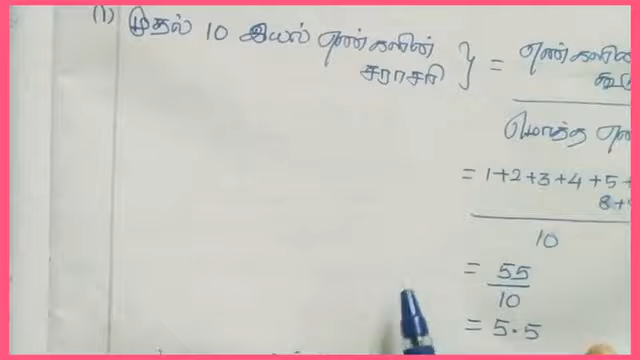 (1) முதல் 10 இயல் எண்களின்
சராசரி } = எண்களின்
மொத்த
= 1+2+3+4+5+
8+
10
= 55
10
= 5.5